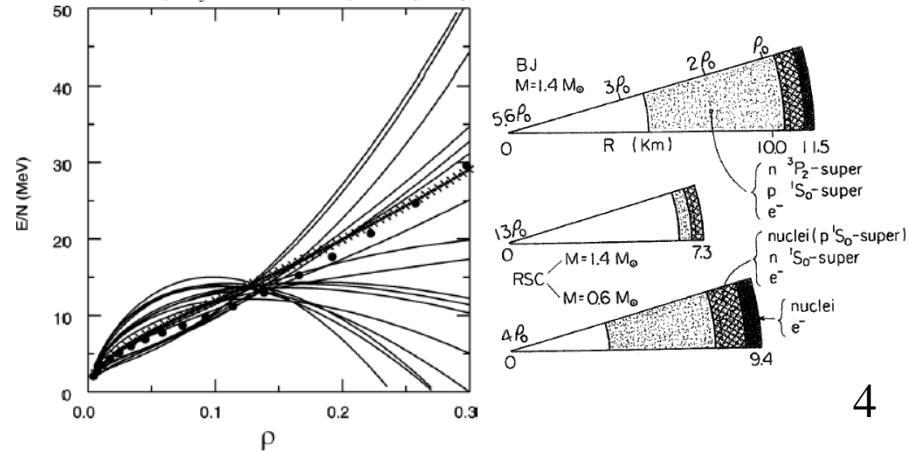 50
40
30
20
10
0
E/N (MeV)
0.0
0.1
0.2
0.3
ρ
BJ
M=1.4 M⊙
5.6ρ₀
3ρ₀
2ρ₀
ρ₀
0
R (Km)
10.0
11.5
n ³P₂-super
p ¹S₀-super
e⁻
13ρ₀
0
7.3
RSC
M=1.4 M⊙
M=0.6 M⊙
nuclei (p ¹S₀-super)
n ¹S₀-super
e⁻
nuclei
e⁻
4ρ₀
0
9.4
4